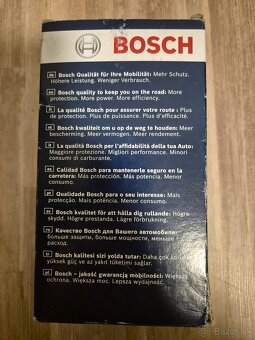 BOSCH
de Bosch Qualität für Ihre Mobilität: Mehr Schutz.
Höhere Leistung. Weniger Verbrauch.
en Bosch quality to keep you on the road: More
protection. More power. More efficiency.
fr La qualité Bosch pour assurer votre route : Plus
de protection. Plus de puissance. Plus d'efficacité
nl Bosch kwaliteit om u op weg te houden: Meer
bescherming. Meer vermogen. Meer rendement.
it La qualità Bosch per l'affidabilità della tua Auto:
Maggiore protezione. Migliori performance. Minori
consumi di carburante.
es Calidad Bosch para mantenerle seguro en la
carretera: Más protección. Más potencia. Menor
consumo.
pt Qualidade Bosch para o seu interesse: Mais
protecção. Mais potência. Menos consumo.
sv Bosch kvalitet för att hålla dig rullande: Högre
skydd. Högre prestanda. Lägre förbrukning.
ru Качество Bosch для Вашего автомобиля:
больше защиты, больше мощности, меньше
расход.
tr Bosch kalitesi sizi yolda tutar: Daha çok koruma
yüksek güç ve an yakıt tüketimi sağlar.
pl Bosch – jakość gwarancją mobilności: Większa
ochrona. Większa moc. Lepsza wydajność.